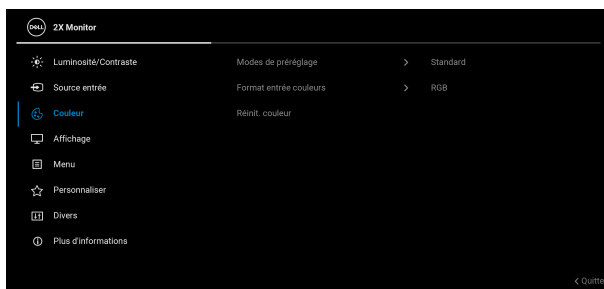 DELL 2X Monitor
Luminosité/Contraste Modes de préréglage > Standard
Source entrée Format entrée couleurs > RGB
Couleur Réinit. couleur
Affichage
Menu
Personnaliser
Divers
Plus d'informations
< Quitte